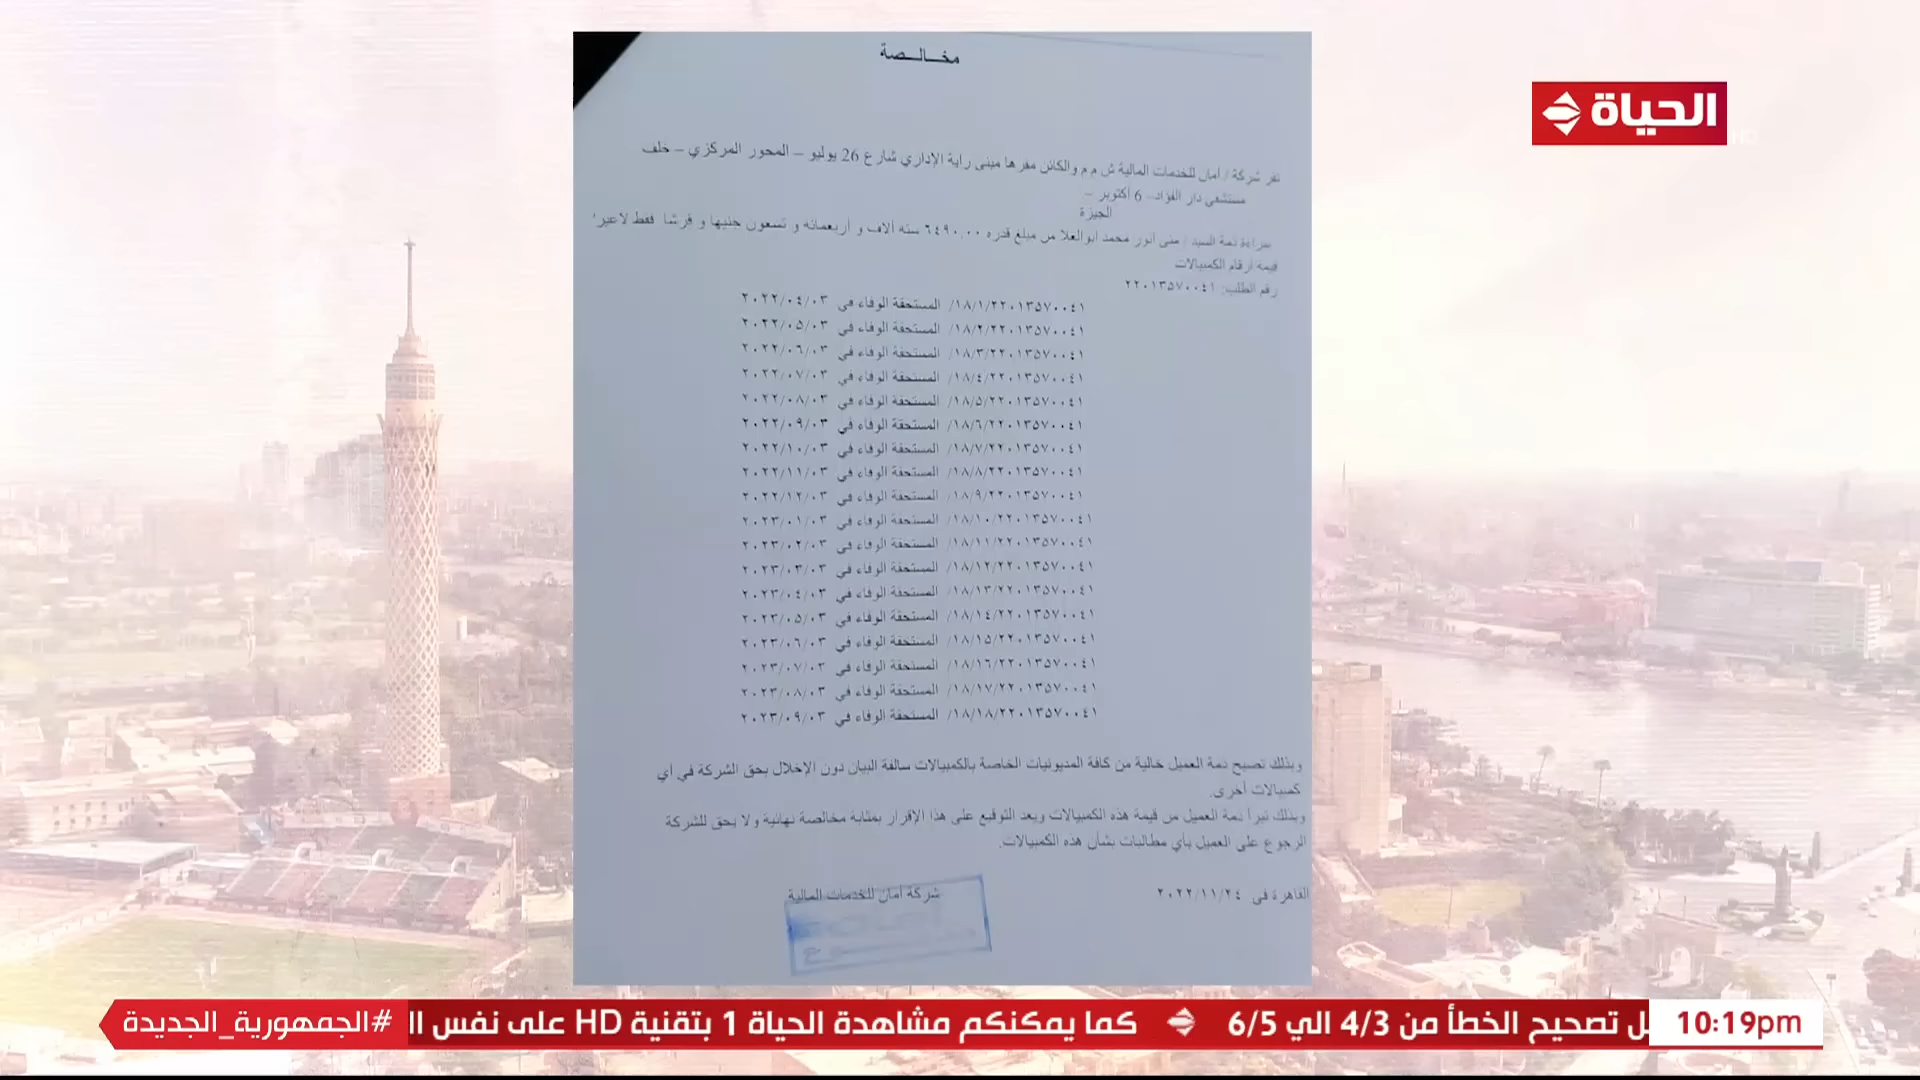 مخالصة
الحياة
HD
تقر شركة / أمان للخدمات المالية ش م م والكائن مقرها مبنى راية الإداري شارع 26 يوليو – المحور المركزي – خلف
مستشفى دار الفؤاد– 6 أكتوبر –
الجيزة
ببراءة ذمة السيد / منى أنور محمد ابوالعلا من مبلغ قدره ٦٤٩٠,٠٠ سته آلاف و أربعمائه و تسعون جنيها و قرشا فقط لاغير
قيمة أرقام الكمبيالات
رقم الطلب: ٢٢٠١٣٥٧٠٠٤١
١٨/١/٢٢٠١٣٥٧٠٠٤١/ المستحقة الوفاء في ٢٠٢٢/٠٤/٠٣
١٨/٢/٢٢٠١٣٥٧٠٠٤١/ المستحقة الوفاء في ٢٠٢٢/٠٥/٠٣
١٨/٣/٢٢٠١٣٥٧٠٠٤١/ المستحقة الوفاء في ٢٠٢٢/٠٦/٠٣
١٨/٤/٢٢٠١٣٥٧٠٠٤١/ المستحقة الوفاء في ٢٠٢٢/٠٧/٠٣
١٨/٥/٢٢٠١٣٥٧٠٠٤١/ المستحقة الوفاء في ٢٠٢٢/٠٨/٠٣
١٨/٦/٢٢٠١٣٥٧٠٠٤١/ المستحقة الوفاء في ٢٠٢٢/٠٩/٠٣
١٨/٧/٢٢٠١٣٥٧٠٠٤١/ المستحقة الوفاء في ٢٠٢٢/١٠/٠٣
١٨/٨/٢٢٠١٣٥٧٠٠٤١/ المستحقة الوفاء في ٢٠٢٢/١١/٠٣
١٨/٩/٢٢٠١٣٥٧٠٠٤١/ المستحقة الوفاء في ٢٠٢٢/١٢/٠٣
١٨/١٠/٢٢٠١٣٥٧٠٠٤١/ المستحقة الوفاء في ٢٠٢٣/٠١/٠٣
١٨/١١/٢٢٠١٣٥٧٠٠٤١/ المستحقة الوفاء في ٢٠٢٣/٠٢/٠٣
١٨/١٢/٢٢٠١٣٥٧٠٠٤١/ المستحقة الوفاء في ٢٠٢٣/٠٣/٠٣
١٨/١٣/٢٢٠١٣٥٧٠٠٤١/ المستحقة الوفاء في ٢٠٢٣/٠٤/٠٣
١٨/١٤/٢٢٠١٣٥٧٠٠٤١/ المستحقة الوفاء في ٢٠٢٣/٠٥/٠٣
١٨/١٥/٢٢٠١٣٥٧٠٠٤١/ المستحقة الوفاء في ٢٠٢٣/٠٦/٠٣
١٨/١٦/٢٢٠١٣٥٧٠٠٤١/ المستحقة الوفاء في ٢٠٢٣/٠٧/٠٣
١٨/١٧/٢٢٠١٣٥٧٠٠٤١/ المستحقة الوفاء في ٢٠٢٣/٠٨/٠٣
١٨/١٨/٢٢٠١٣٥٧٠٠٤١/ المستحقة الوفاء في ٢٠٢٣/٠٩/٠٣
وبذلك تصبح ذمة العميل خالية من كافة المديونيات الخاصة بالكمبيالات سالفة البيان دون الإخلال بحق الشركة في أي
كمبيالات أخرى.
وبذلك تبرأ ذمة العميل من قيمة هذه الكمبيالات ويعد التوقيع على هذا الإقرار بمثابة مخالصة نهائية ولا يحق للشركة
الرجوع على العميل بأي مطالبات بشأن هذه الكمبيالات.
القاهرة في ٢٠٢٢/١١/٢٤
شركة أمان للخدمات المالية
10:19pm
ل تصحيح الخطأ من 4/3 الي 6/5
كما يمكنكم مشاهدة الحياة 1 بتقنية HD على نفس ال
#الجمهورية_الجديدة